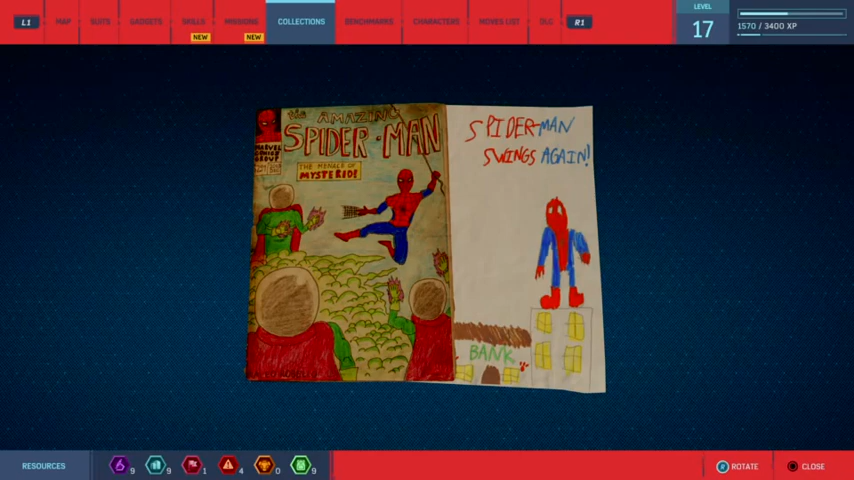 L1 MAP SUITS GADGETS SKILLS MISSIONS COLLECTIONS BENCHMARKS CHARACTERS MOVES LIST DLC R1
NEW NEW
LEVEL
17
1570 / 3400 XP
the AMAZING
SPIDER-MAN
MARVEL
COMICS
GROUP
THE MENACE OF
MYSTERIO!
SPIDER-MAN
SWINGS AGAIN!
BANK
RESOURCES 9 9 1 4 0 9
R ROTATE CLOSE